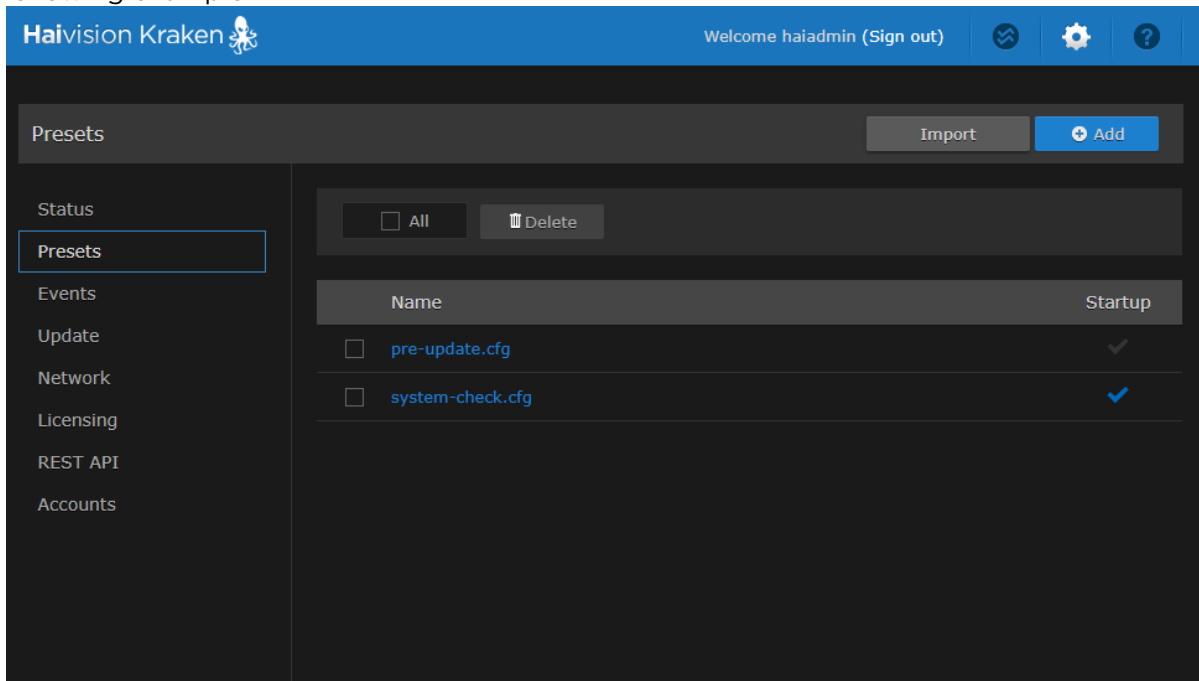 Haivision Kraken Welcome haiadmin (Sign out)
Presets Import Add
Status
All Delete
Presets
Events
Name Startup
Update
pre-update.cfg
Network
system-check.cfg
Licensing
REST API
Accounts